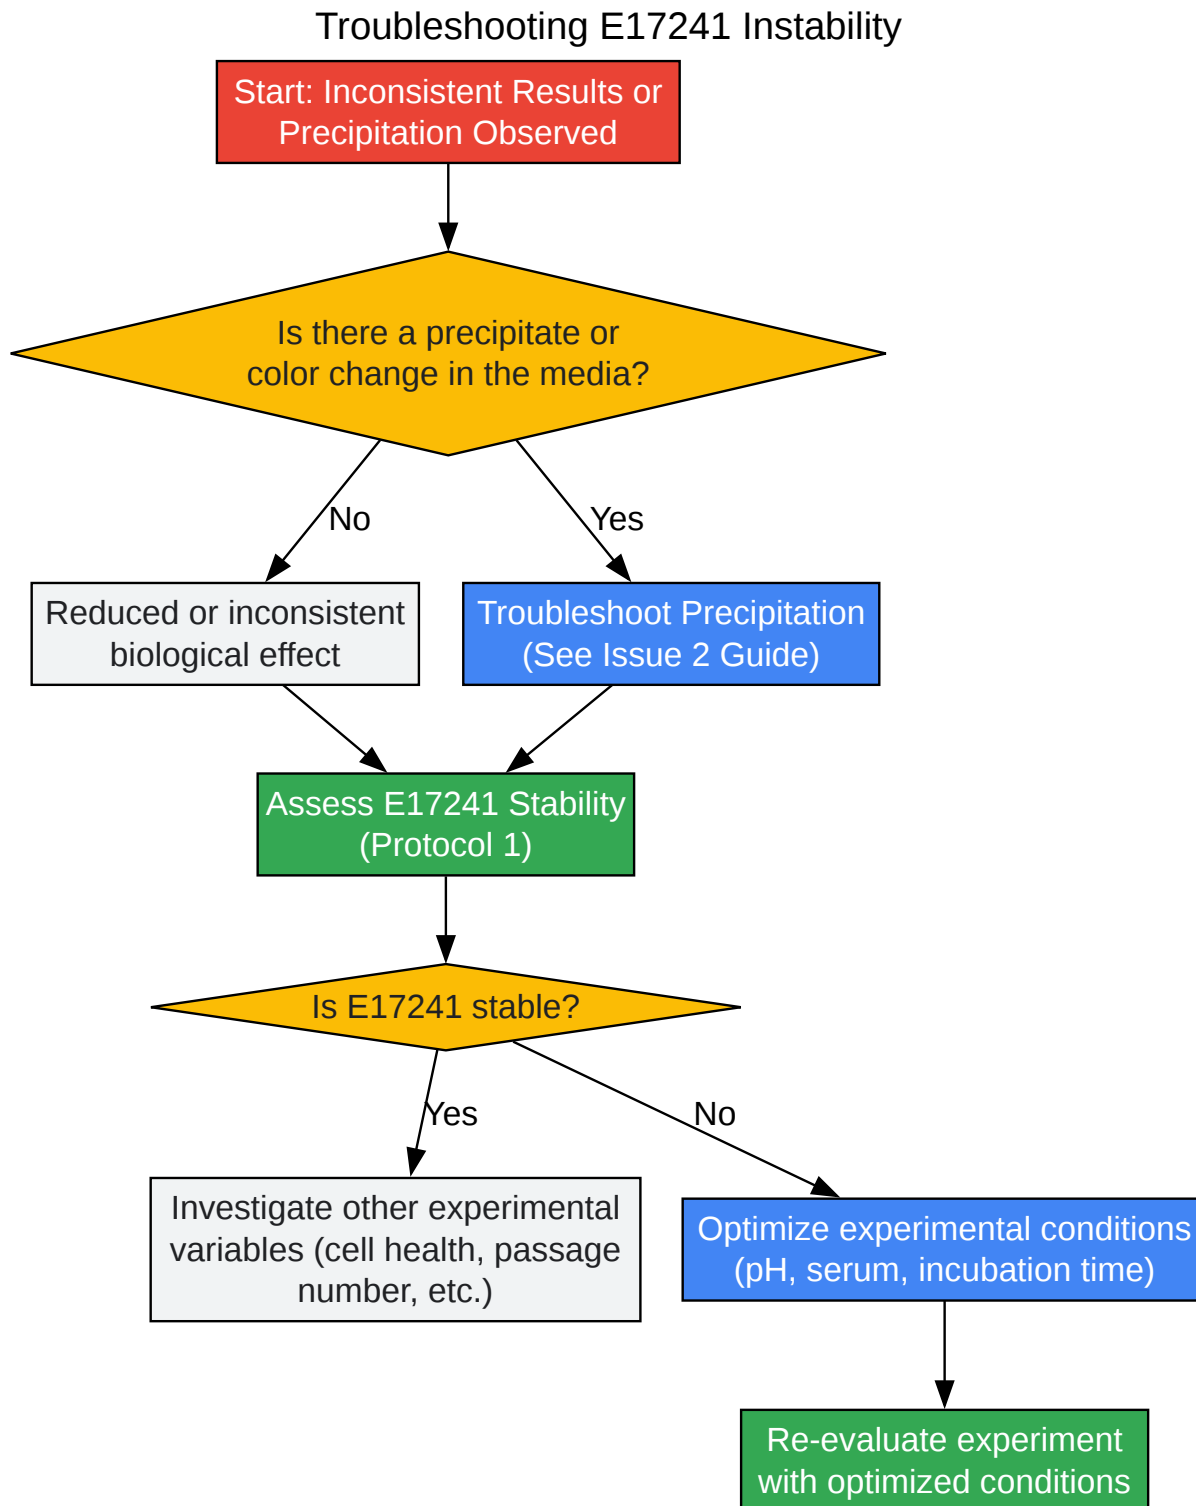 Troubleshooting E17241 Instability
Start: Inconsistent Results or
Precipitation Observed
Is there a precipitate or
color change in the media?
No
Yes
Reduced or inconsistent
biological effect
Troubleshoot Precipitation
(See Issue 2 Guide)
Assess E17241 Stability
(Protocol 1)
Is E17241 stable?
Yes
No
Investigate other experimental
variables (cell health, passage
number, etc.)
Optimize experimental conditions
(pH, serum, incubation time)
Re-evaluate experiment
with optimized conditions